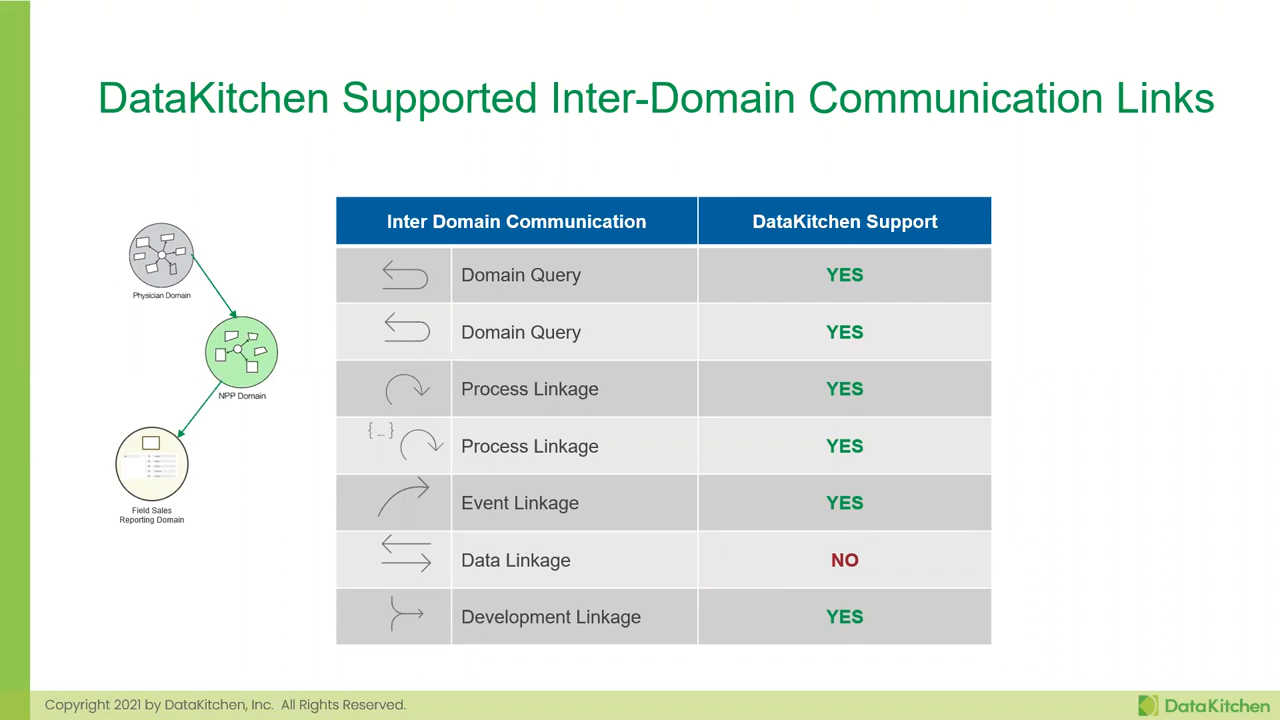 DataKitchen Supported Inter-Domain Communication Links
Physician Domain
NPP Domain
Field Sales
Reporting Domain
Inter Domain Communication DataKitchen Support
Domain Query YES
Domain Query YES
Process Linkage YES
{ ... } Process Linkage YES
Event Linkage YES
Data Linkage NO
Development Linkage YES
Copyright 2021 by DataKitchen, Inc. All Rights Reserved.
DataKitchen